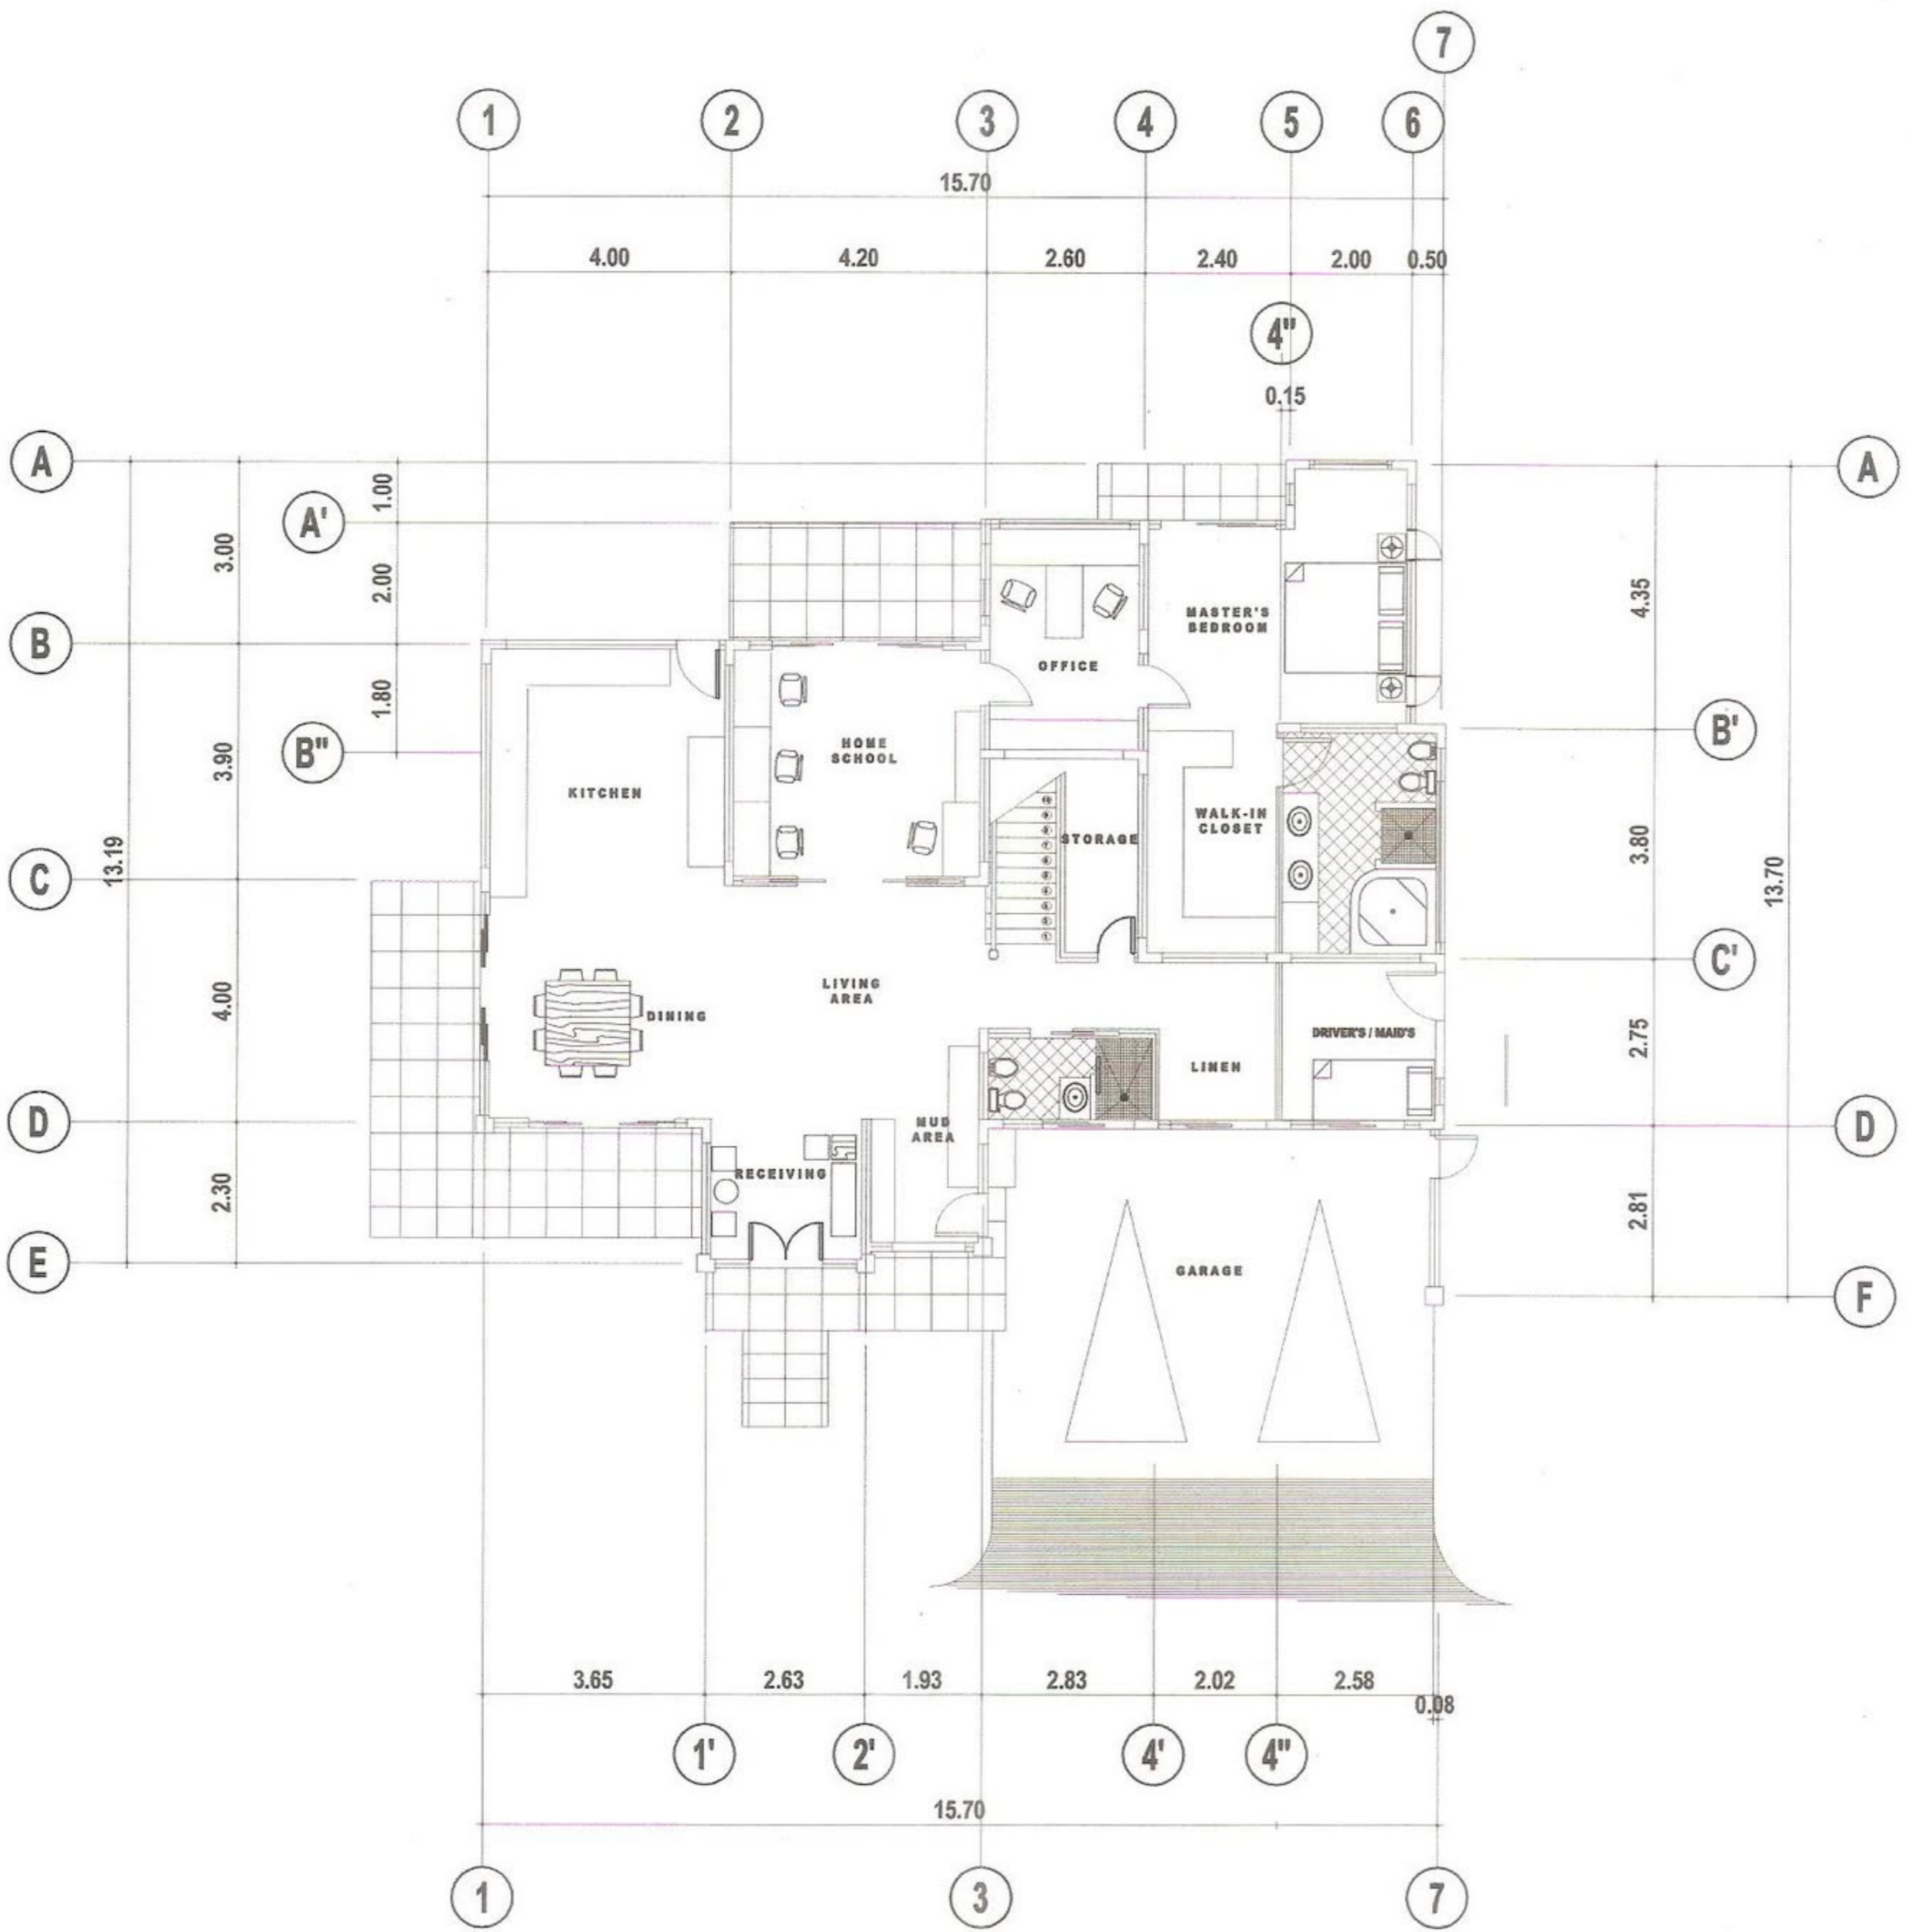 7
1 2 3 4 5 6
15.70
4.00 4.20 2.60 2.40 2.00 0.50
4"
0.15
A
A
1.00
A'
3.00
2.00
4.35
MASTER'S
BEDROOM
B
OFFICE
1.80
B'
B"
3.90
HOME
SCHOOL
KITCHEN
WALK-IN
CLOSET
STORAGE
3.80
13.19
C
13.70
C'
LIVING
AREA
4.00
DINING
DRIVER'S / MAID'S
2.75
LINEN
D
D
MUD
AREA
RECEIVING
2.30
2.81
E
GARAGE
F
3.65 2.63 1.93 2.83 2.02 2.58
0.08
1' 2' 4' 4"
15.70
1 3 7